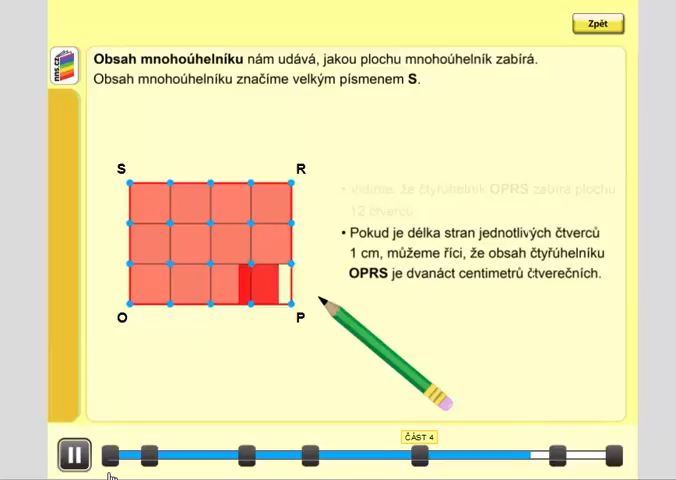 Zpět
nns.cz
Obsah mnohoúhelníku nám udává, jakou plochu mnohoúhelník zabírá.
Obsah mnohoúhelníku značíme velkým písmenem S.
S
R
• Vidíme, že čtyřúhelník OPRS zabírá plochu
12 čtverců.
• Pokud je délka stran jednotlivých čtverců
1 cm, můžeme říci, že obsah čtyřúhelníku
OPRS je dvanáct centimetrů čtverečních.
O
P
ČÁST 4